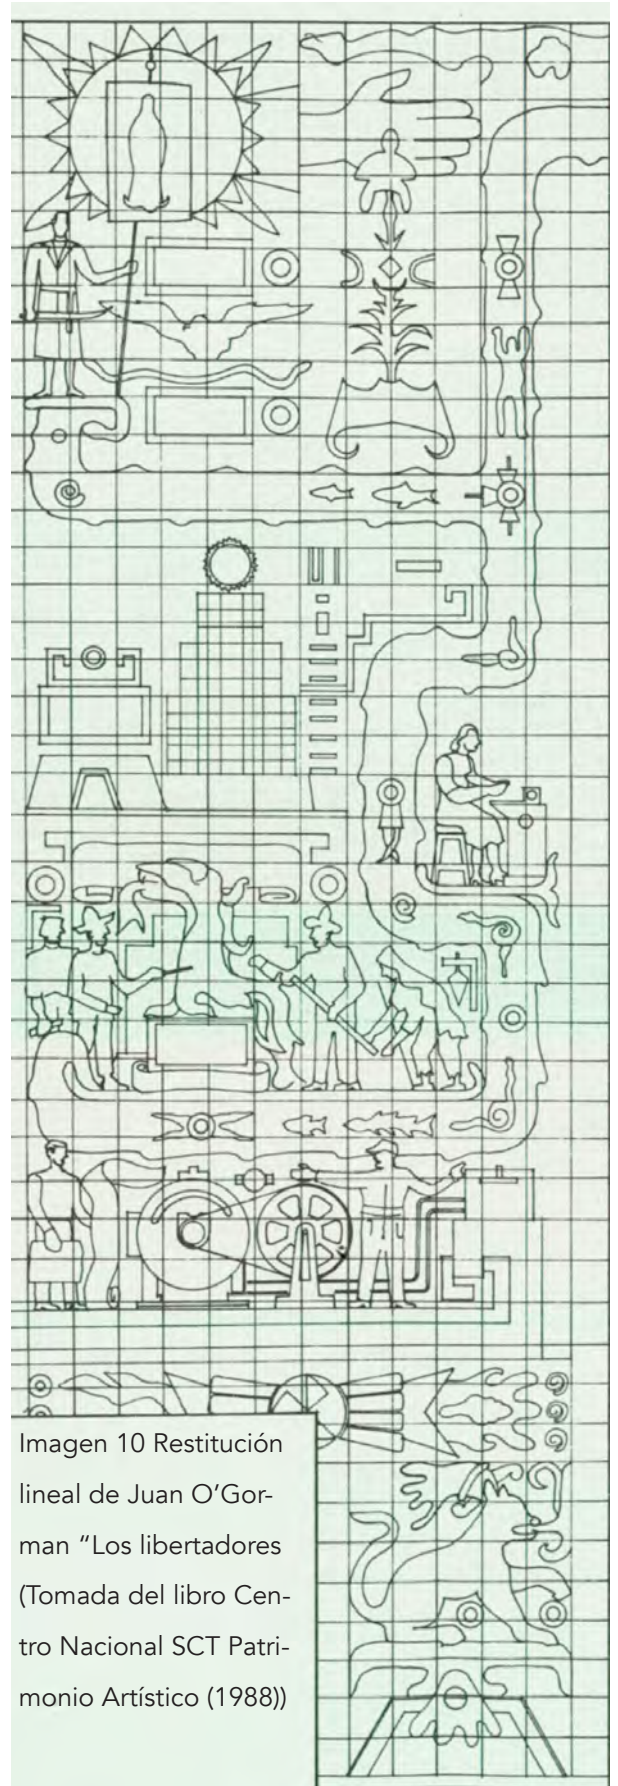 Imagen 10 Restitución
lineal de Juan O’Gor-
man “Los libertadores
(Tomada del libro Cen-
tro Nacional SCT Patri-
monio Artístico (1988))